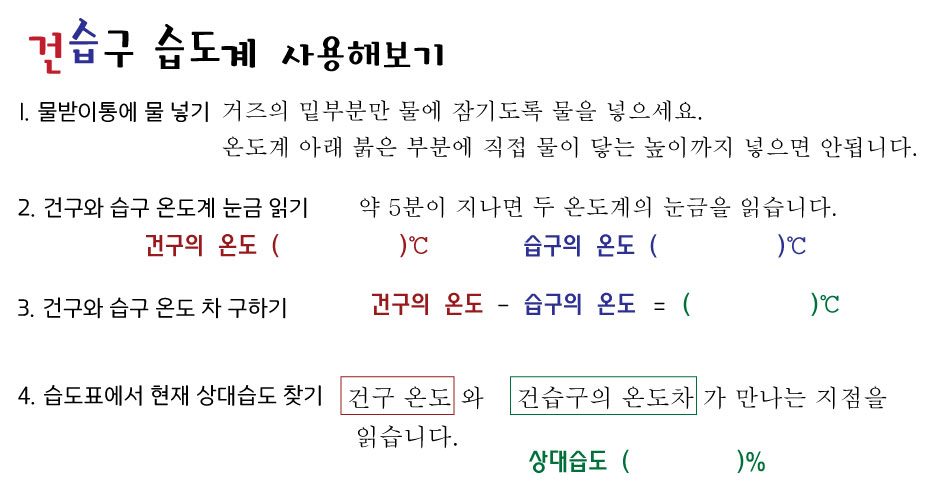 건습구 습도계 사용해보기
1. 물받이통에 물 넣기 거즈의 밑부분만 물에 잠기도록 물을 넣으세요.
온도계 아래 붉은 부분에 직접 물이 닿는 높이까지 넣으면 안됩니다.
2. 건구와 습구 온도계 눈금 읽기 약 5분이 지나면 두 온도계의 눈금을 읽습니다.
건구의 온도 ( )℃ 습구의 온도 ( )℃
3. 건구와 습구 온도 차 구하기 건구의 온도 - 습구의 온도 = ( )℃
4. 습도표에서 현재 상대습도 찾기 건구 온도 와 건습구의 온도차 가 만나는 지점을
읽습니다.
상대습도 ( )%